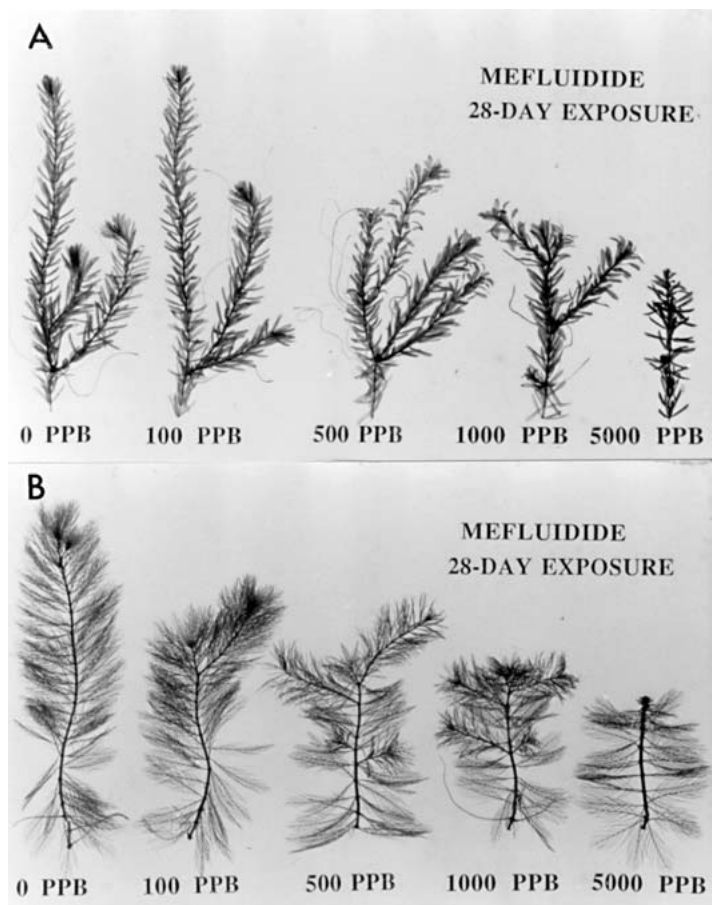 A
MEFLUIDIDE
28-DAY EXPOSURE
0 PPB 100 PPB 500 PPB 1000 PPB 5000 PPB
B
MEFLUIDIDE
28-DAY EXPOSURE
0 PPB 100 PPB 500 PPB 1000 PPB 5000 PPB